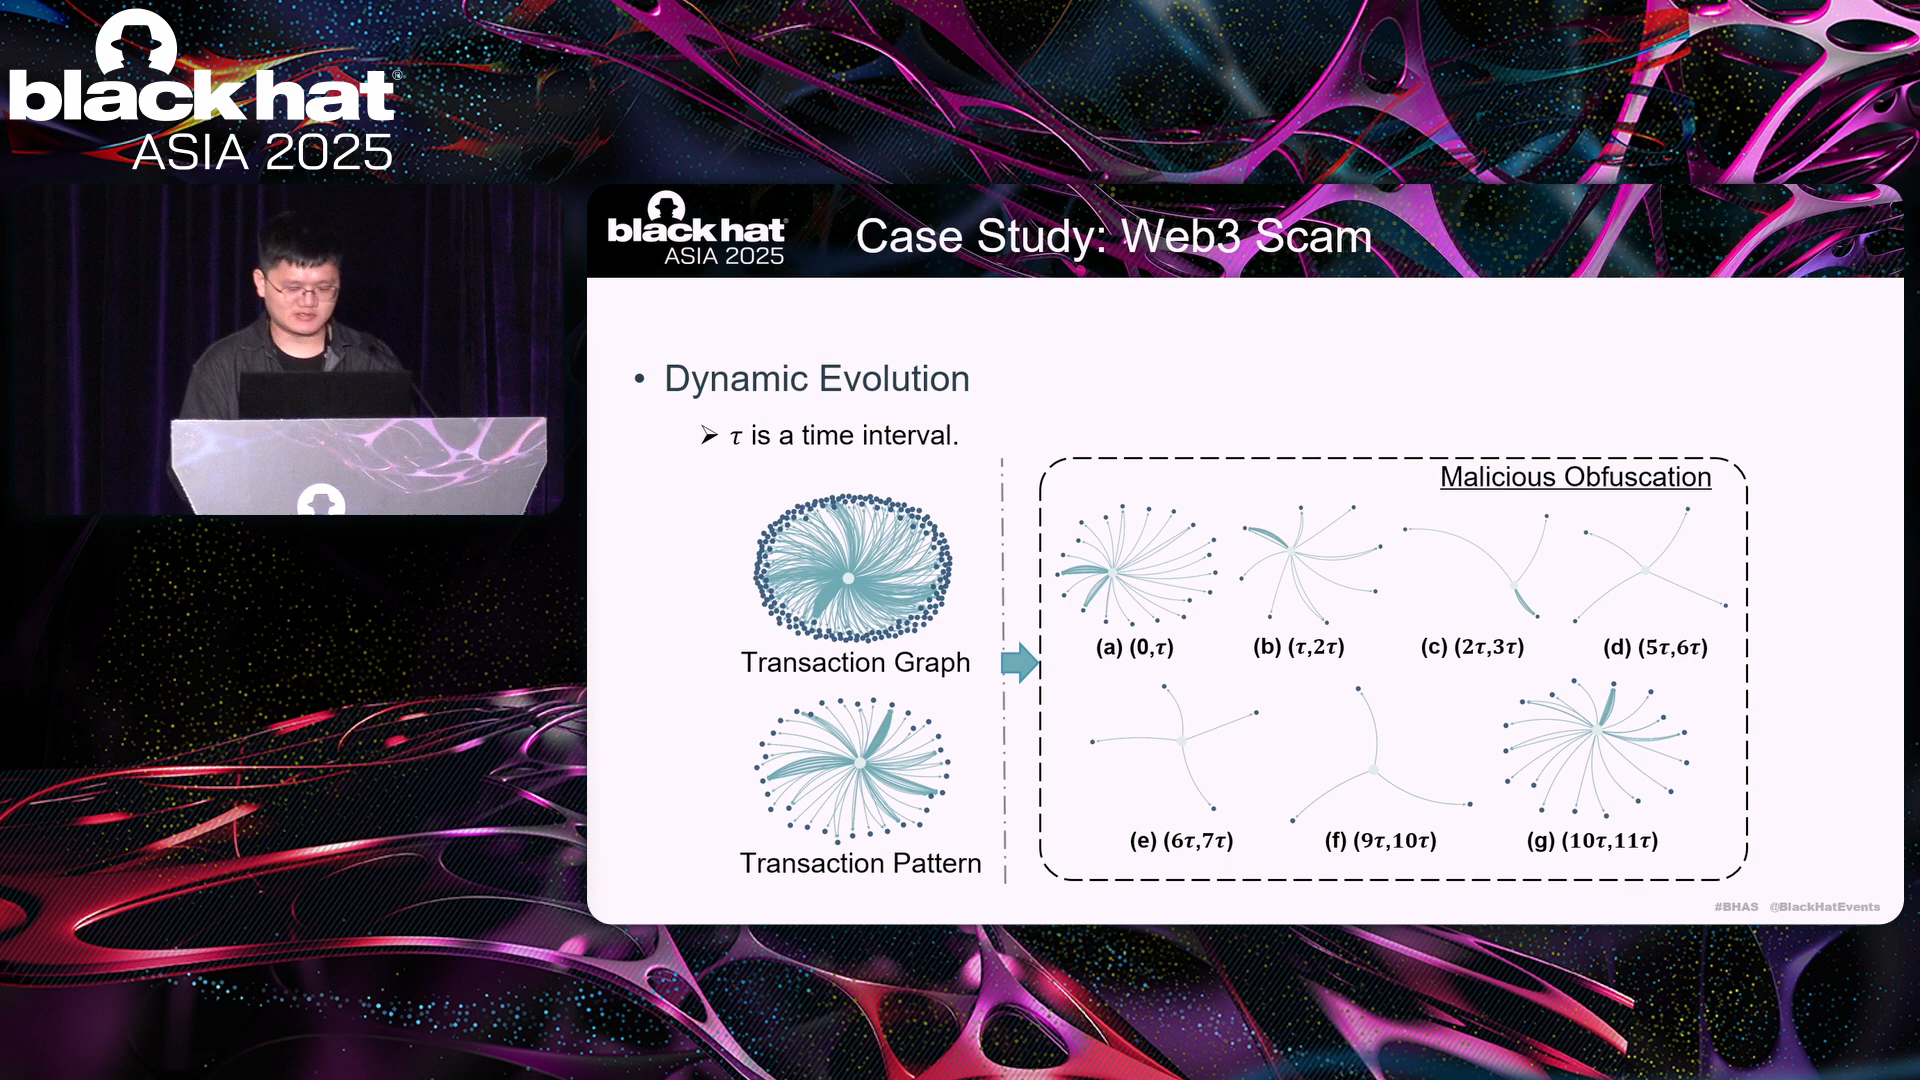 black hat®
ASIA 2025
black hat®
ASIA 2025
Case Study: Web3 Scam
• Dynamic Evolution
➢ τ is a time interval.
Malicious Obfuscation
(a) (0,τ)
(b) (τ,2τ)
(c) (2τ,3τ)
(d) (5τ,6τ)
Transaction Graph
(e) (6τ,7τ)
(f) (9τ,10τ)
(g) (10τ,11τ)
Transaction Pattern
#BHAS @BlackHatEvents